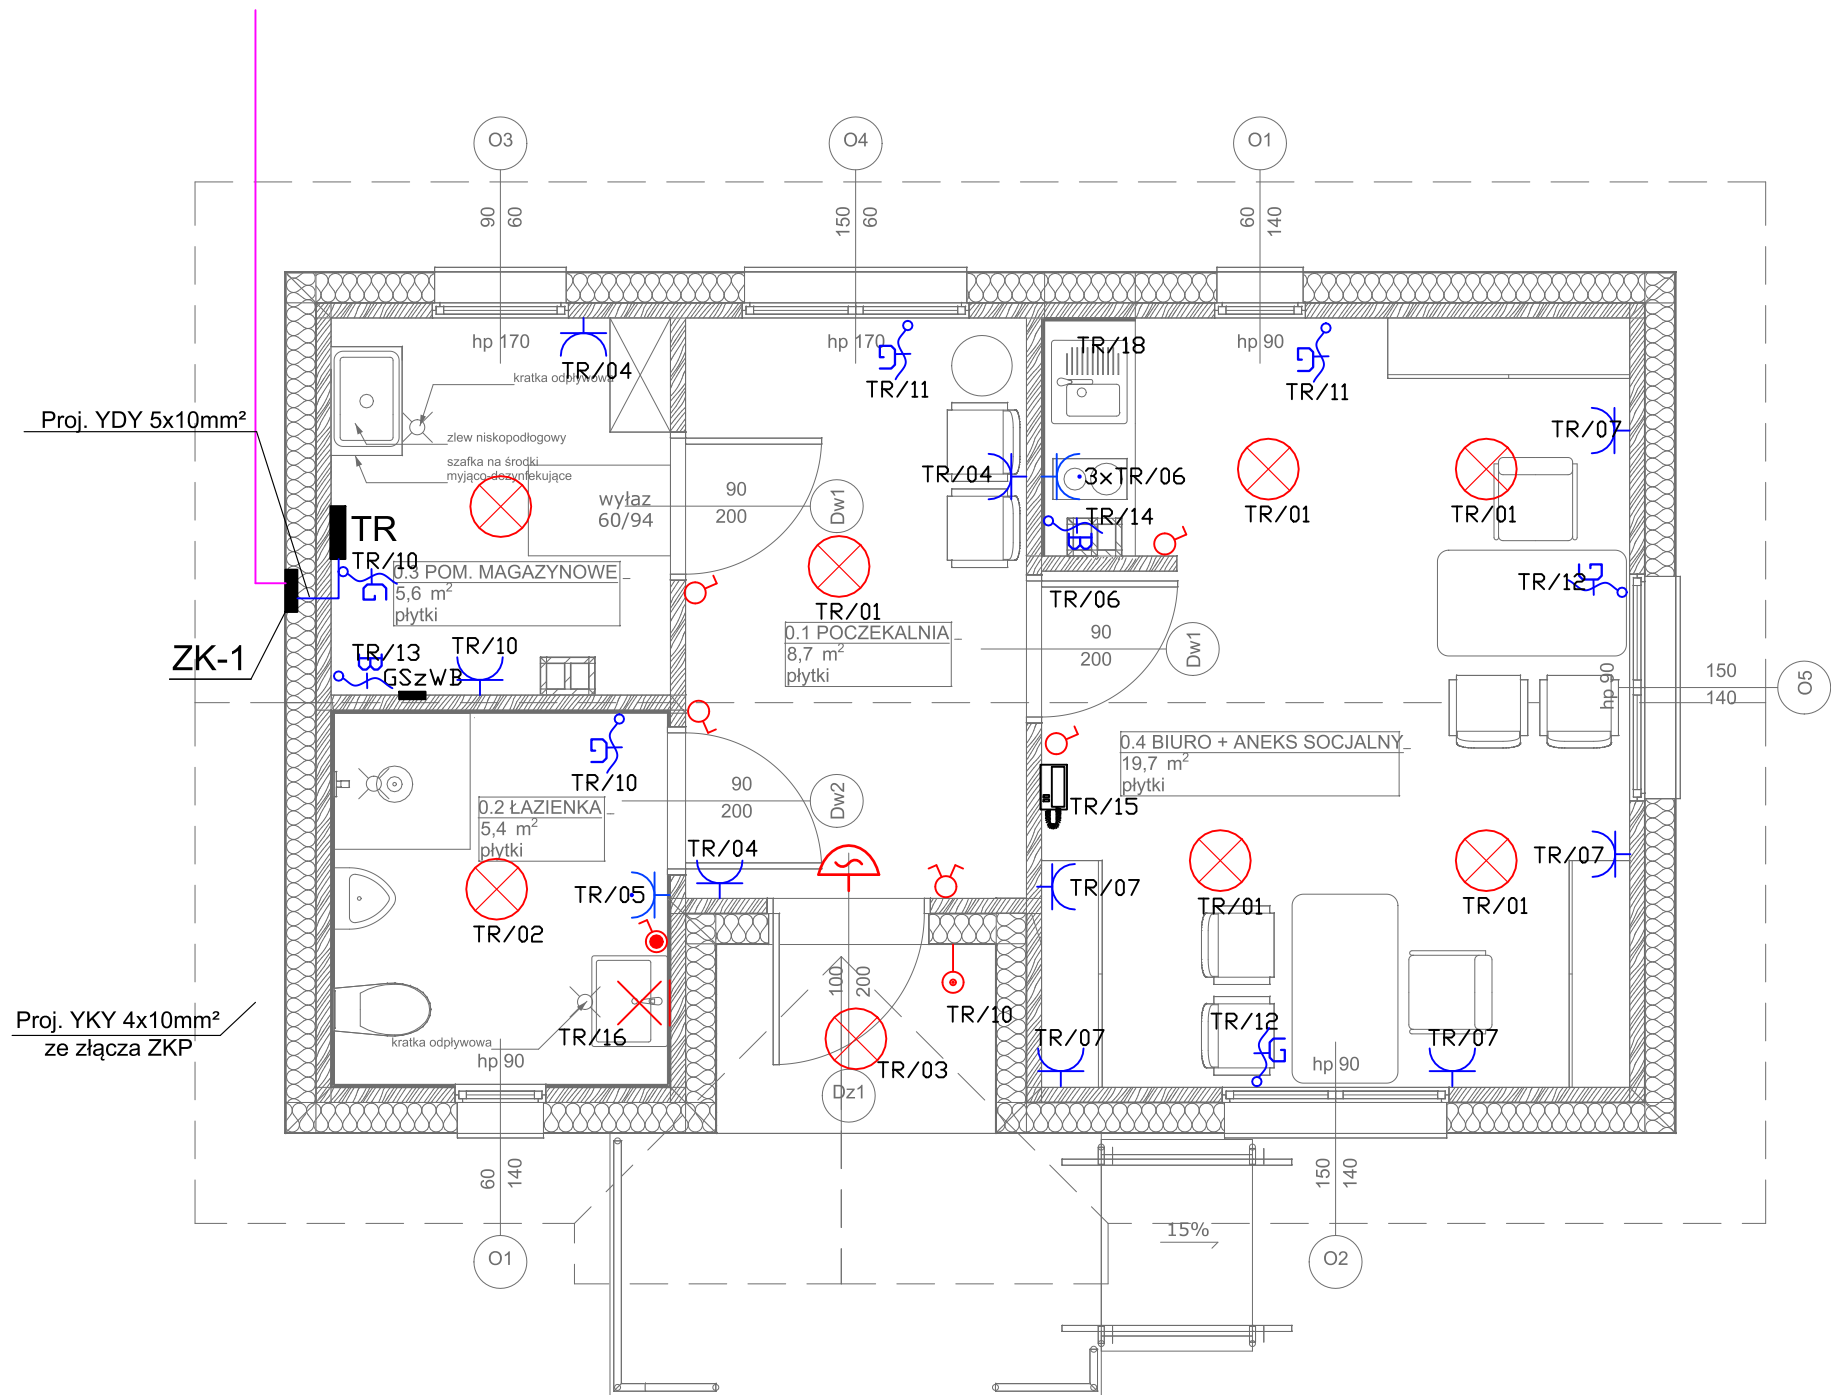 O3
O4
O1
90
60
150
60
60
140
hp 170
hp 170
hp 90
TR/04
kratka odpływowa
TR/11
TR/18
TR/11
TR/07
Proj. YDY 5x10mm²
zlew niskopodłogowy
szafka na środki
myjąco-dezynfekujące
wyłaz
60/94
90
200
Dw1
TR/04
3xTR/06
TR/14
B
TR/01
TR/01
TR
TR/10
G
0.3 POM. MAGAZYNOWE
5,6 m²
płytki
TR/01
TR/06
TR/12
G
0.1 POCZEKALNIA
8,7 m²
płytki
90
200
Dw1
ZK-1
TR/13
B
GSzWB
TR/10
hp 90
150
140
O5
G
TR/10
0.2 ŁAZIENKA
5,4 m²
płytki
90
200
Dw2
0.4 BIURO + ANEKS SOCJALNY
19,7 m²
płytki
TR/15
TR/04
TR/05
TR/07
TR/07
TR/02
TR/01
TR/01
100
200
TR/10
TR/16
kratka odpływowa
hp 90
TR/03
Dz1
TR/07
TR/12
G
hp 90
TR/07
Proj. YKY 4x10mm²
ze złącza ZKP
60
140
150
140
15%
O1
O2